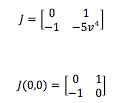 J = [ 0 1
-1 -5v⁴ ]
J(0,0) = [ 0 1
-1 0 ]